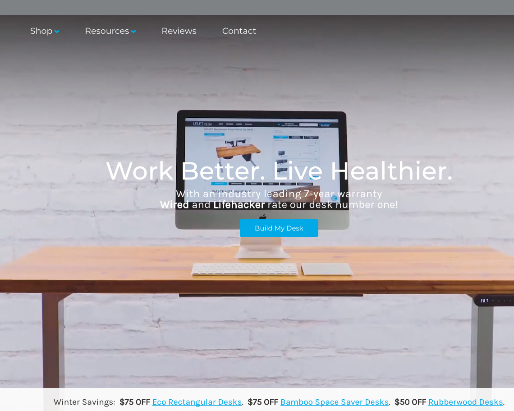 Shop
Resources
Reviews
Contact
Work Better. Live Healthier.
With an industry leading 7-year warranty
Wired and Lifehacker rate our desk number one!
Build My Desk
Winter Savings: $75 OFF Eco Rectangular Desks. $75 OFF Bamboo Space Saver Desks. $50 OFF Rubberwood Desks.